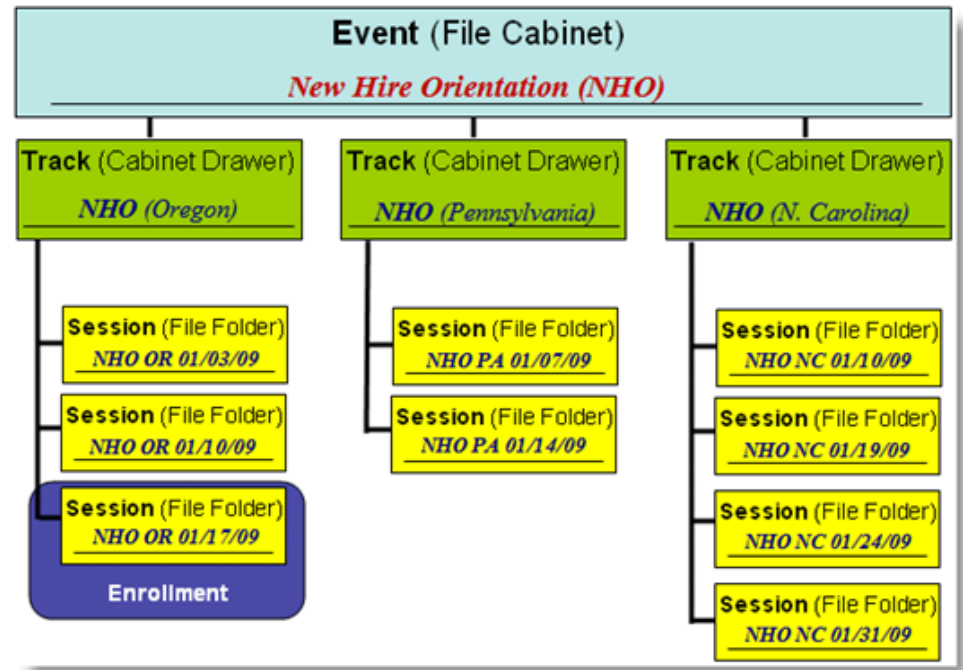 Event (File Cabinet)
New Hire Orientation (NHO)
Track (Cabinet Drawer)
NHO (Oregon)
Session (File Folder)
NHO OR 01/03/09
Session (File Folder)
NHO OR 01/10/09
Session (File Folder)
NHO OR 01/17/09
Enrollment
Track (Cabinet Drawer)
NHO (Pennsylvania)
Session (File Folder)
NHO PA 01/07/09
Session (File Folder)
NHO PA 01/14/09
Track (Cabinet Drawer)
NHO (N. Carolina)
Session (File Folder)
NHO NC 01/10/09
Session (File Folder)
NHO NC 01/19/09
Session (File Folder)
NHO NC 01/24/09
Session (File Folder)
NHO NC 01/31/09